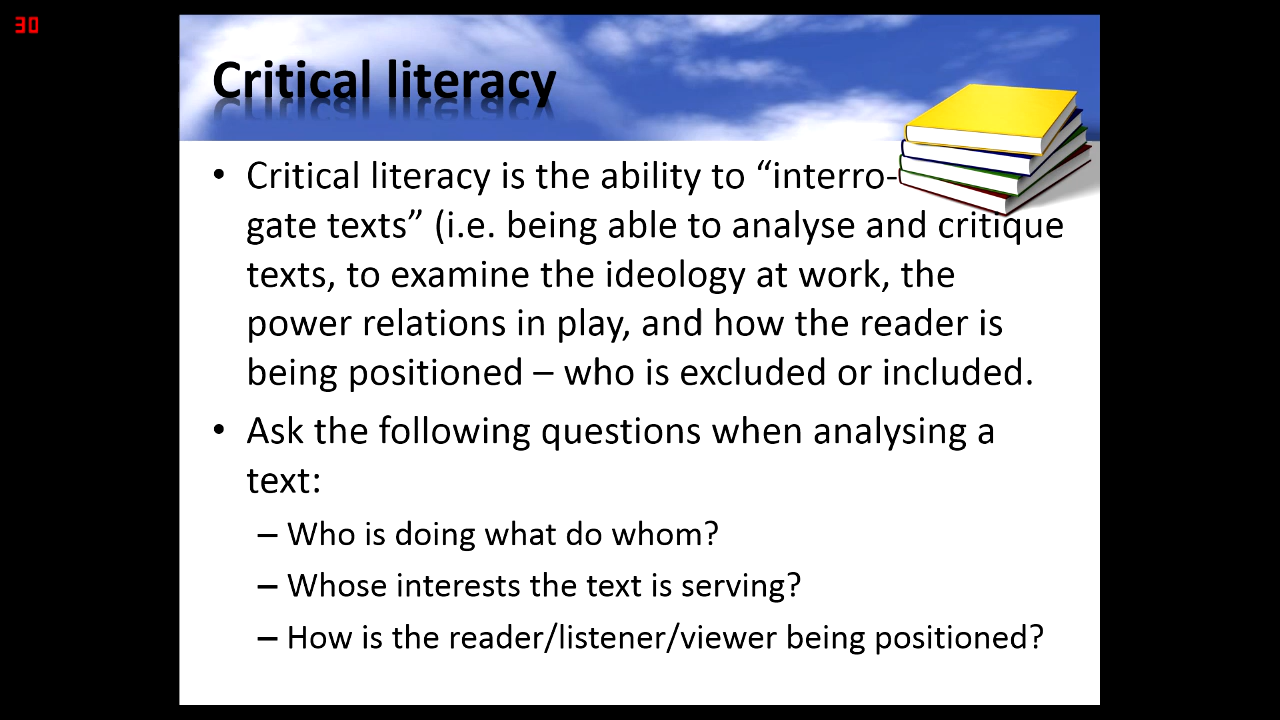 30
Critical literacy
• Critical literacy is the ability to “interro-
gate texts” (i.e. being able to analyse and critique
texts, to examine the ideology at work, the
power relations in play, and how the reader is
being positioned – who is excluded or included.
• Ask the following questions when analysing a
text:
– Who is doing what do whom?
– Whose interests the text is serving?
– How is the reader/listener/viewer being positioned?